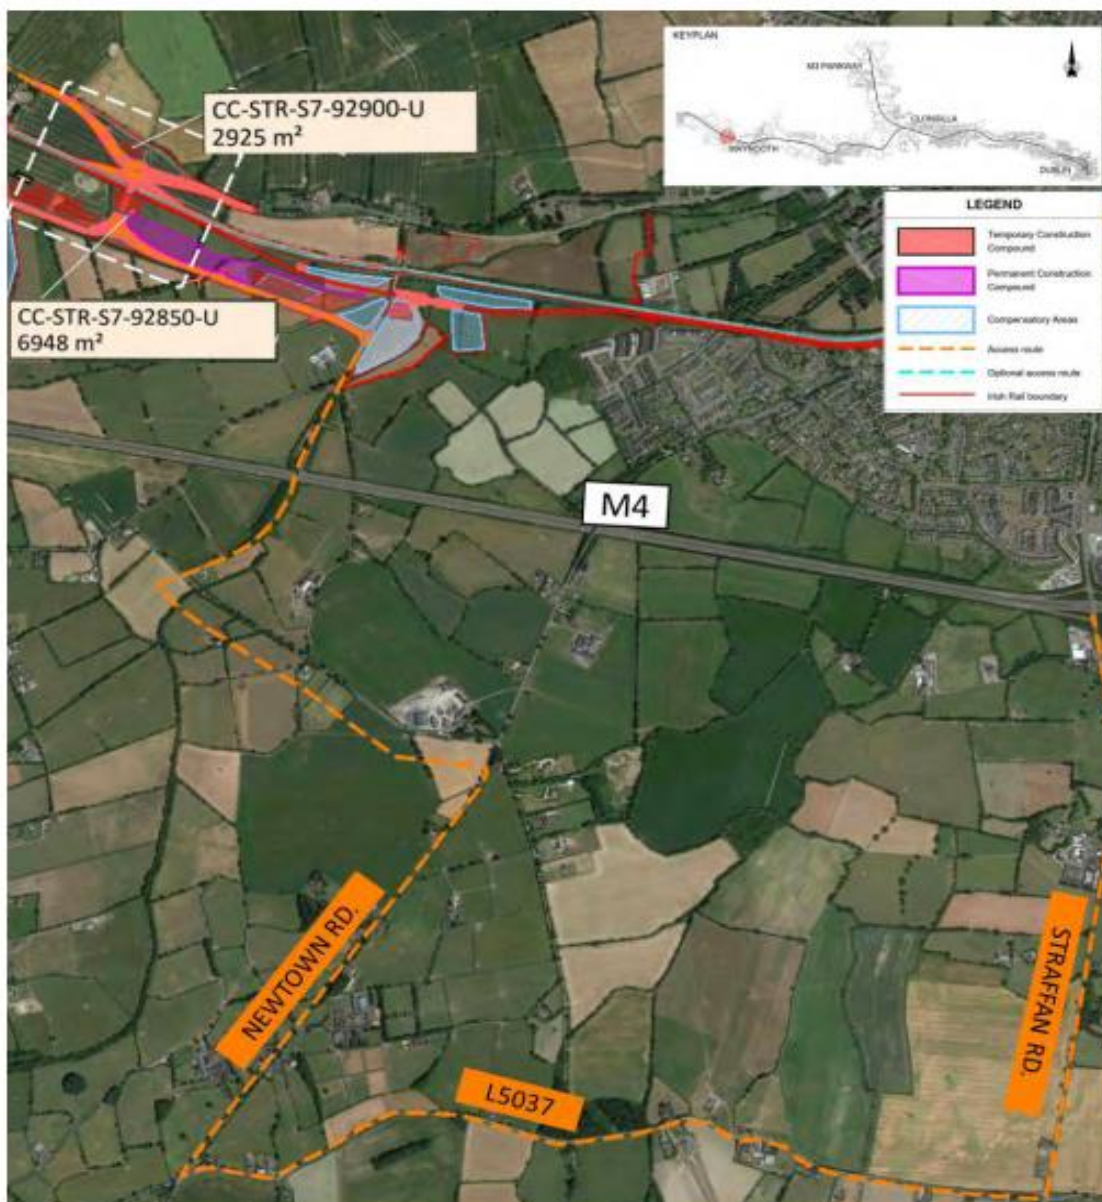 KEYPLAN
M3 PARKWAY
CLONSILLA
MAYNOOTH
DUBLIN
CC-STR-S7-92900-U
2925 m²
LEGEND
Temporary Construction
Compound
Permanent Construction
Compound
Compensatory Areas
Access route
Optional access route
Irish Rail boundary
CC-STR-S7-92850-U
6948 m²
M4
NEWTOWN RD.
STRAFFAN RD.
L5037